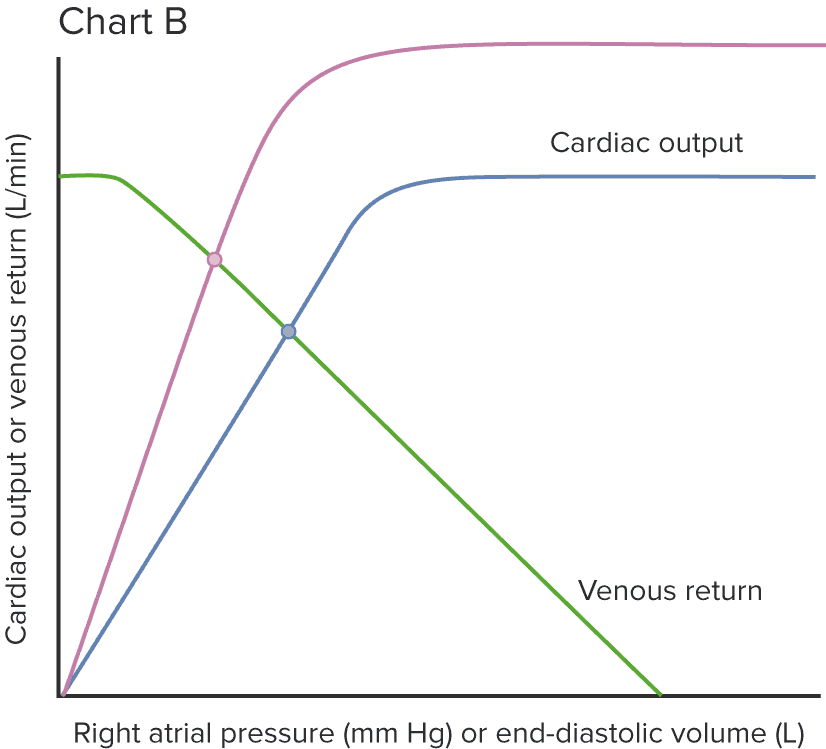 Chart B
Cardiac output or venous return (L/min)
Cardiac output
Venous return
Right atrial pressure (mm Hg) or end-diastolic volume (L)